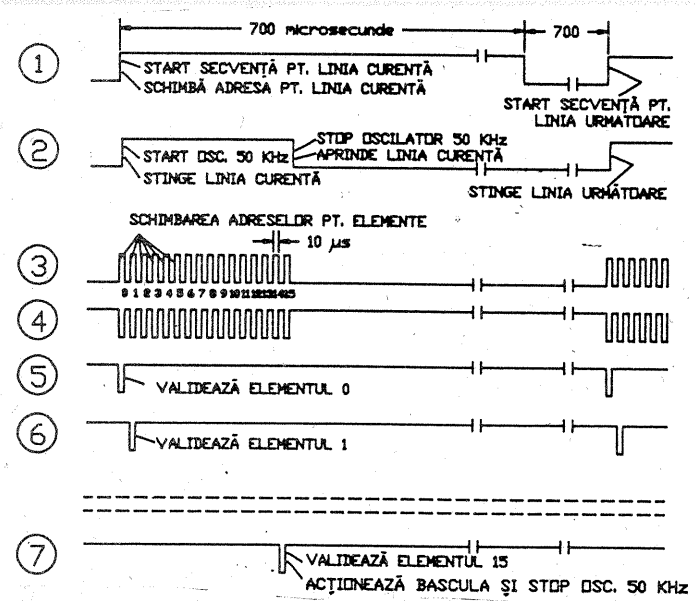 700 microsecunde
700
1
START SECVENȚĂ PT. LINIA CURENTĂ
SCHIMBĂ ADRESA PT. LINIA CURENTĂ
START SECVENȚĂ PT.
LINIA URMĂTOARE
2
START OSC. 50 KHz
STINGE LINIA CURENTĂ
STOP OSCILATOR 50 KHz
APRINDE LINIA CURENTĂ
STINGE LINIA URMĂTOARE
SCHIMBAREA ADRESELOR PT. ELEMENTE
10 µs
3
0 1 2 3 4 5 6 7 8 9 10 11 12 13 14 15
4
5
VALIDEAZĂ ELEMENTUL 0
6
VALIDEAZĂ ELEMENTUL 1
7
VALIDEAZĂ ELEMENTUL 15
ACȚIONEAZĂ BASCULA ȘI STOP OSC. 50 KHz